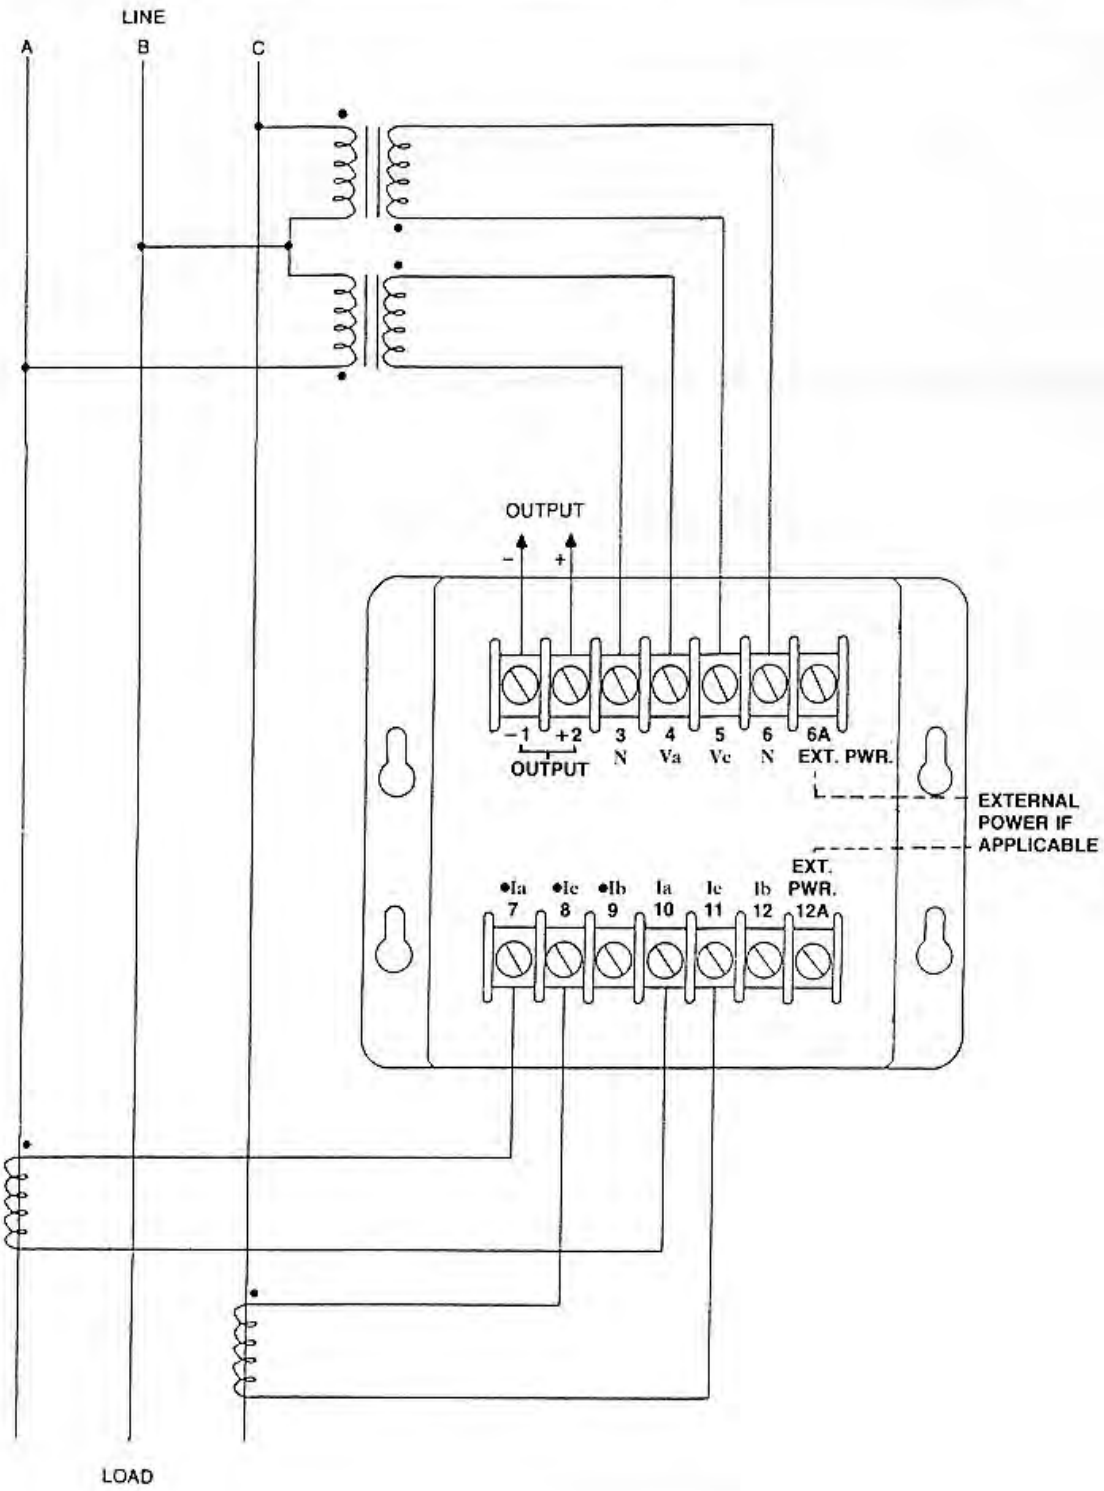 LINE
A B C
OUTPUT
- +
-1 +2 3 4 5 6 6A
N Va Vc N EXT. PWR.
OUTPUT
EXTERNAL
POWER IF
APPLICABLE
EXT.
•Ia •Ic •Ib Ia Ic Ib PWR.
7 8 9 10 11 12 12A
LOAD